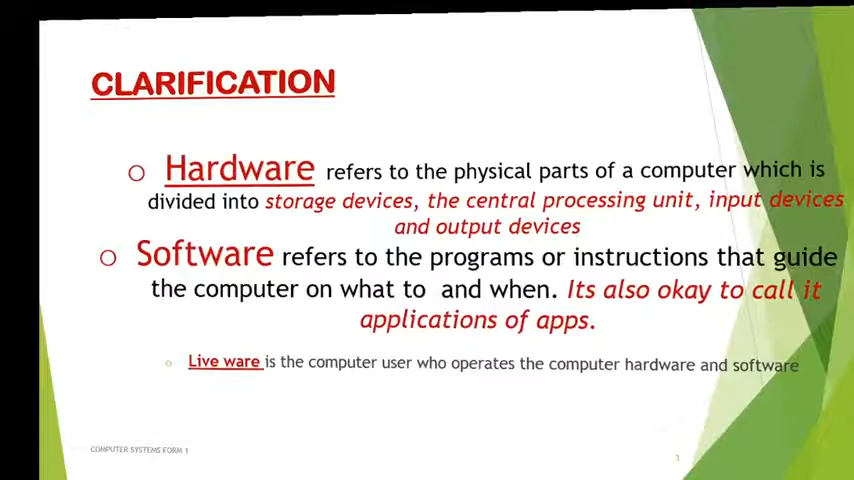 CLARIFICATION
Hardware refers to the physical parts of a computer which is
divided into storage devices, the central processing unit, input devices
and output devices
Software refers to the programs or instructions that guide
the computer on what to and when. Its also okay to call it
applications of apps.
Live ware is the computer user who operates the computer hardware and software
COMPUTER SYSTEMS FORM 1
3